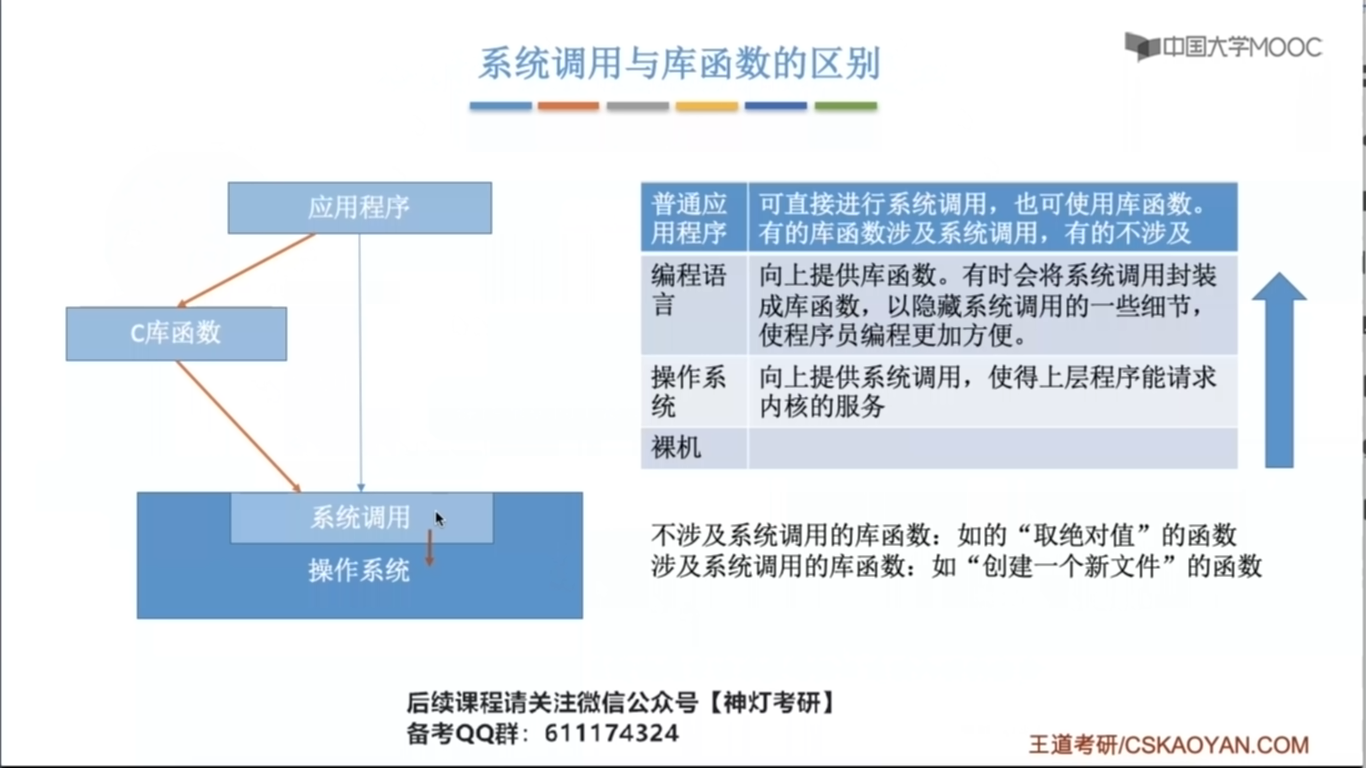 系统调用与库函数的区别
中国大学MOOC
应用程序
C库函数
系统调用
操作系统
普通应
用程序
可直接进行系统调用，也可使用库函数。
有的库函数涉及系统调用，有的不涉及
编程语
言
向上提供库函数。有时会将系统调用封装
成库函数，以隐藏系统调用的一些细节，
使程序员编程更加方便。
操作系
统
向上提供系统调用，使得上层程序能请求
内核的服务
裸机
不涉及系统调用的库函数：如的“取绝对值”的函数
涉及系统调用的库函数：如“创建一个新文件”的函数
后续课程请关注微信公众号【神灯考研】
备考QQ群：611174324
王道考研/CSKAOYAN.COM